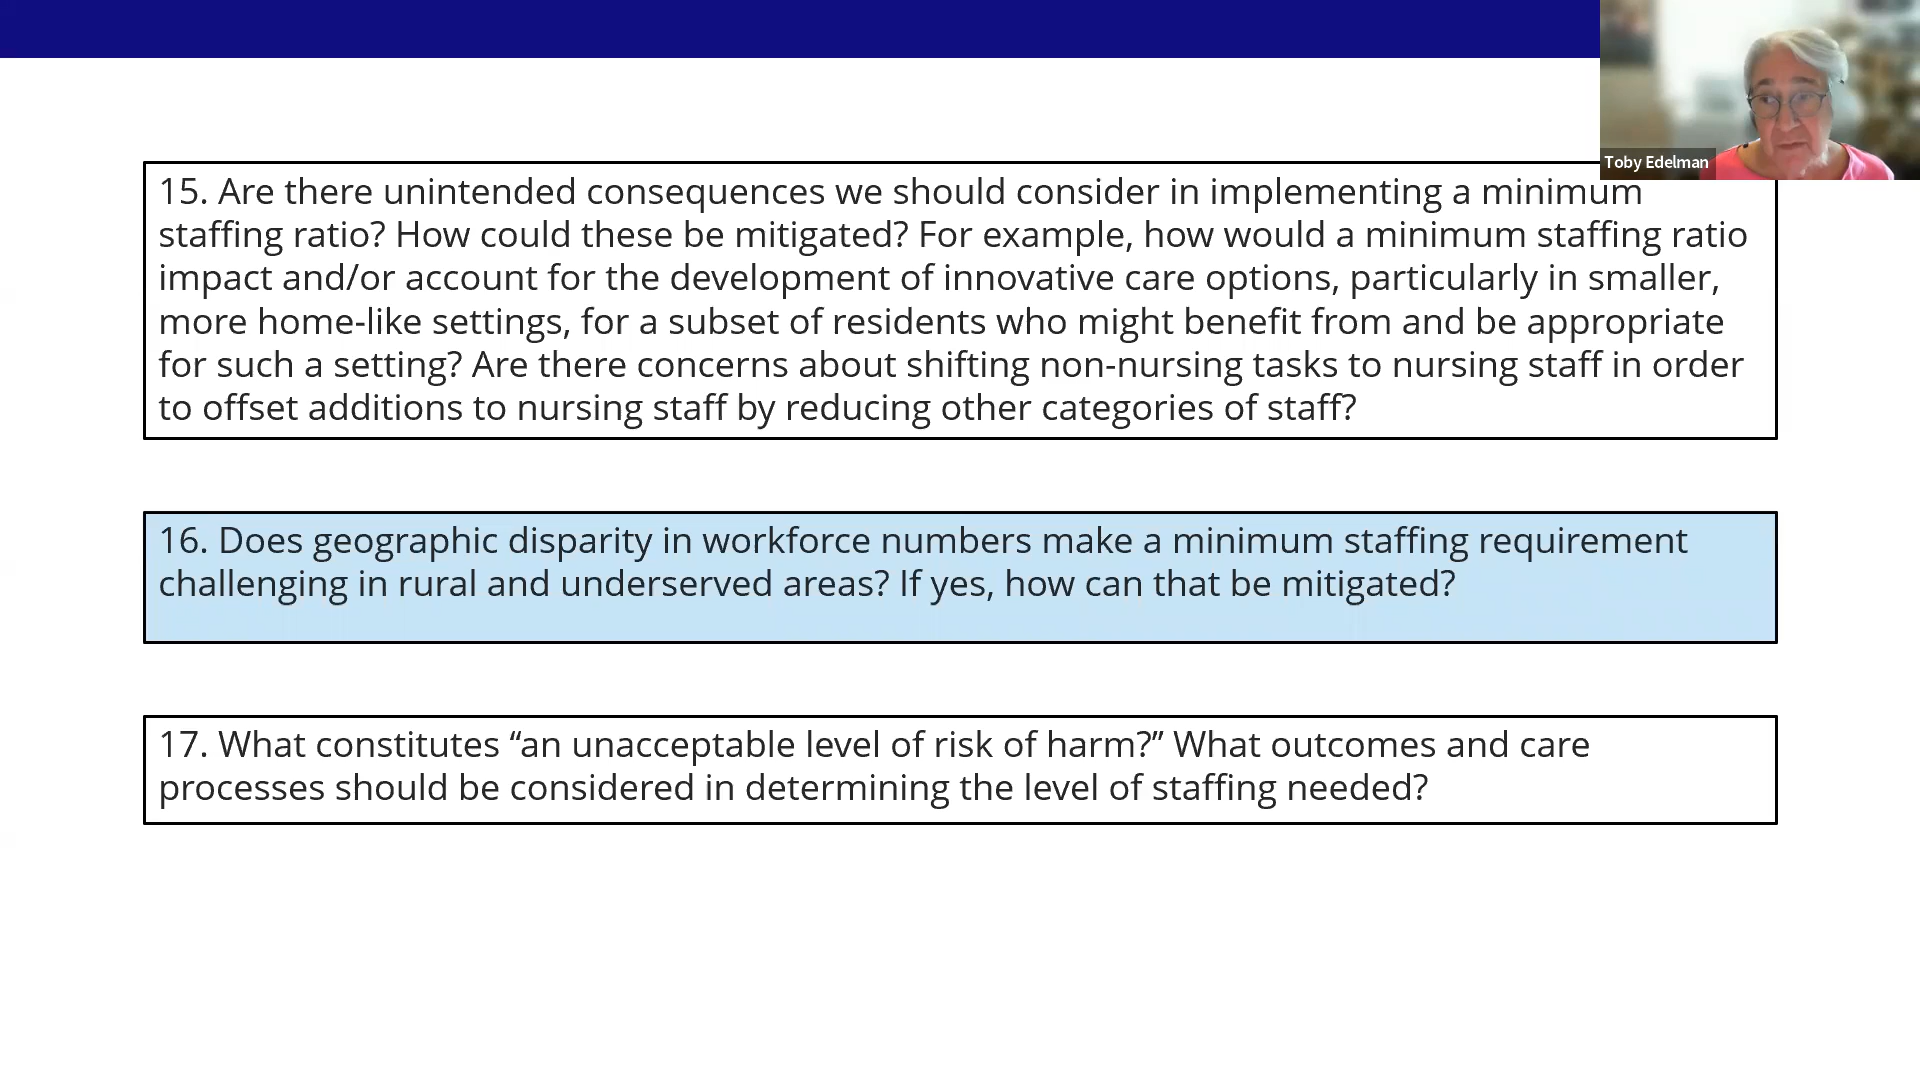 Toby Edelman
15. Are there unintended consequences we should consider in implementing a minimum
staffing ratio? How could these be mitigated? For example, how would a minimum staffing ratio
impact and/or account for the development of innovative care options, particularly in smaller,
more home-like settings, for a subset of residents who might benefit from and be appropriate
for such a setting? Are there concerns about shifting non-nursing tasks to nursing staff in order
to offset additions to nursing staff by reducing other categories of staff?
16. Does geographic disparity in workforce numbers make a minimum staffing requirement
challenging in rural and underserved areas? If yes, how can that be mitigated?
17. What constitutes “an unacceptable level of risk of harm?” What outcomes and care
processes should be considered in determining the level of staffing needed?